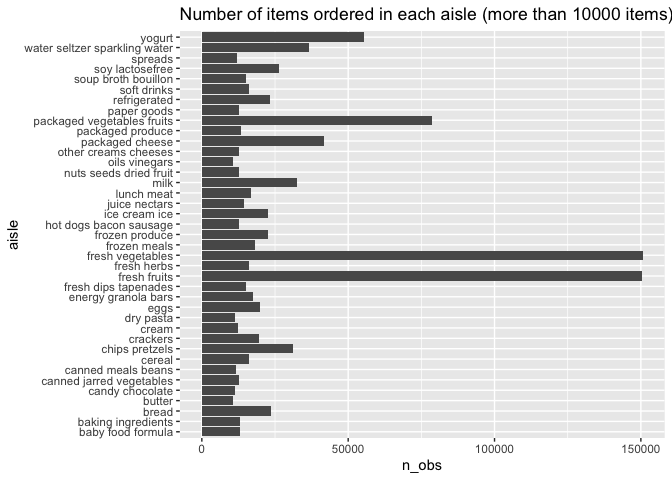 Number of items ordered in each aisle (more than 10000 items)
yogurt
water seltzer sparkling water
spreads
soy lactosefree
soup broth bouillon
soft drinks
refrigerated
paper goods
packaged vegetables fruits
packaged produce
packaged cheese
other creams cheeses
oils vinegars
nuts seeds dried fruit
milk
lunch meat
juice nectars
ice cream ice
hot dogs bacon sausage
frozen produce
frozen meals
fresh vegetables
fresh herbs
fresh fruits
fresh dips tapenades
energy granola bars
eggs
dry pasta
cream
crackers
chips pretzels
cereal
canned meals beans
canned jarred vegetables
candy chocolate
butter
bread
baking ingredients
baby food formula
aisle
0 50000 100000 150000
n_obs